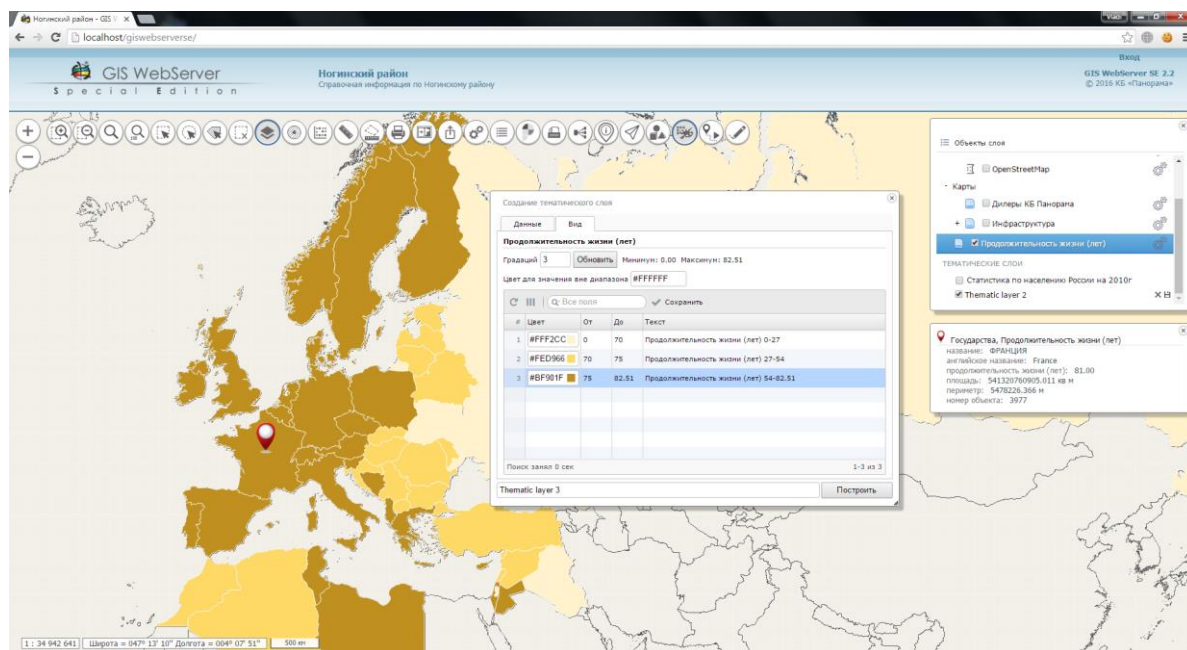 Ногинский район - GIS
localhost/giswebserverse/
GIS WebServer
Special Edition
Ногинский район
Справочная информация по Ногинскому району
Вход
GIS WebServer SE 2.2
© 2016 КБ «Панорама»
Объекты слоя
OpenStreetMap
Карты
Дилеры КБ Панорама
Инфраструктура
Продолжительность жизни (лет)
ТЕМАТИЧЕСКИЕ СЛОИ
Статистика по населению России на 2010г
Thematic layer 2
Создание тематического слоя
Данные Вид
Продолжительность жизни (лет)
Градаций 3 Обновить Минимум: 0.00 Максимум: 82.51
Цвет для значения вне диапазона #FFFFFF
Все поля Сохранить
# Цвет От До Текст
1 #FFF2CC 0 70 Продолжительность жизни (лет) 0-27
2 #FED966 70 75 Продолжительность жизни (лет) 27-54
3 #BF901F 75 82.51 Продолжительность жизни (лет) 54-82.51
Поиск занял 0 сек 1-3 из 3
Thematic layer 3 Построить
Государства, Продолжительность жизни (лет)
название: ФРАНЦИЯ
английское название: France
продолжительность жизни (лет): 81.00
площадь: 541320760905.011 кв м
периметр: 5478226.366 м
номер объекта: 3977
1 : 34 942 641 Широта = 047° 13' 10" Долгота = 004° 07' 51" 500 км